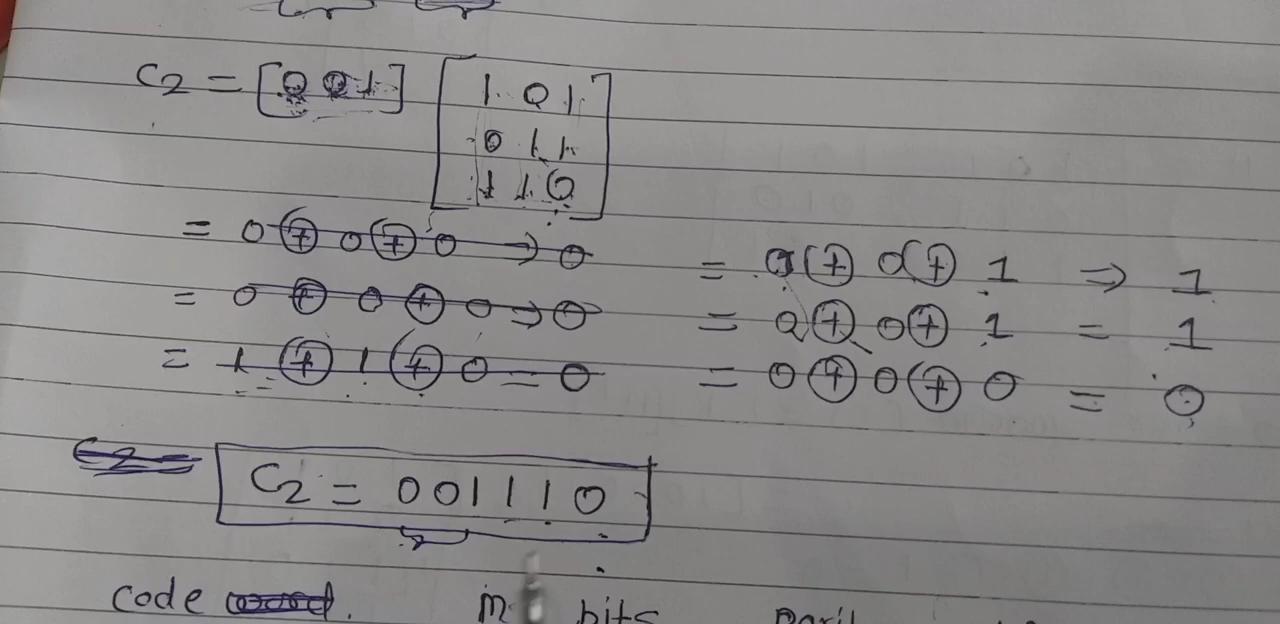 C2 = [0 0 1] [1 0 1
0 1 1
1 1 0]
= 0 ⊕ 0 ⊕ 0 → 0
= 0 ⊕ 0 ⊕ 0 ⇒ 0
= 1 ⊕ 1 ⊕ 0 = 0
= 0 ⊕ 0 ⊕ 1 ⇒ 1
= 0 ⊕ 0 ⊕ 1 = 1
= 0 ⊕ 0 ⊕ 0 = 0
C2 = 001110
code bits